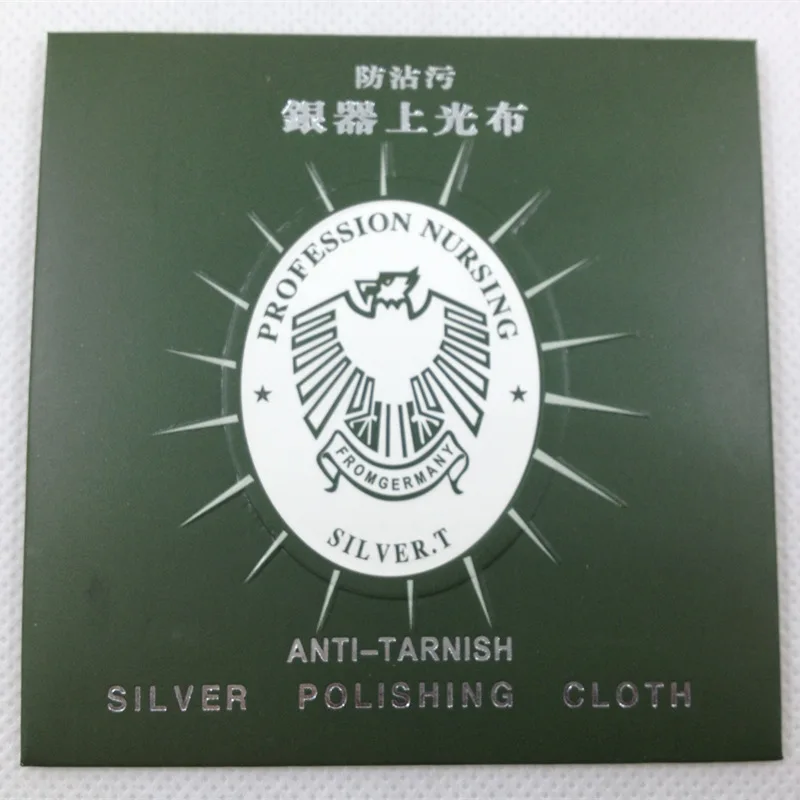 防沾污
銀器上光布
PROFESSION NURSING
★ ★
FROMGERMANY
SILVER.T
ANTI-TARNISH
SILVER POLISHING CLOTH